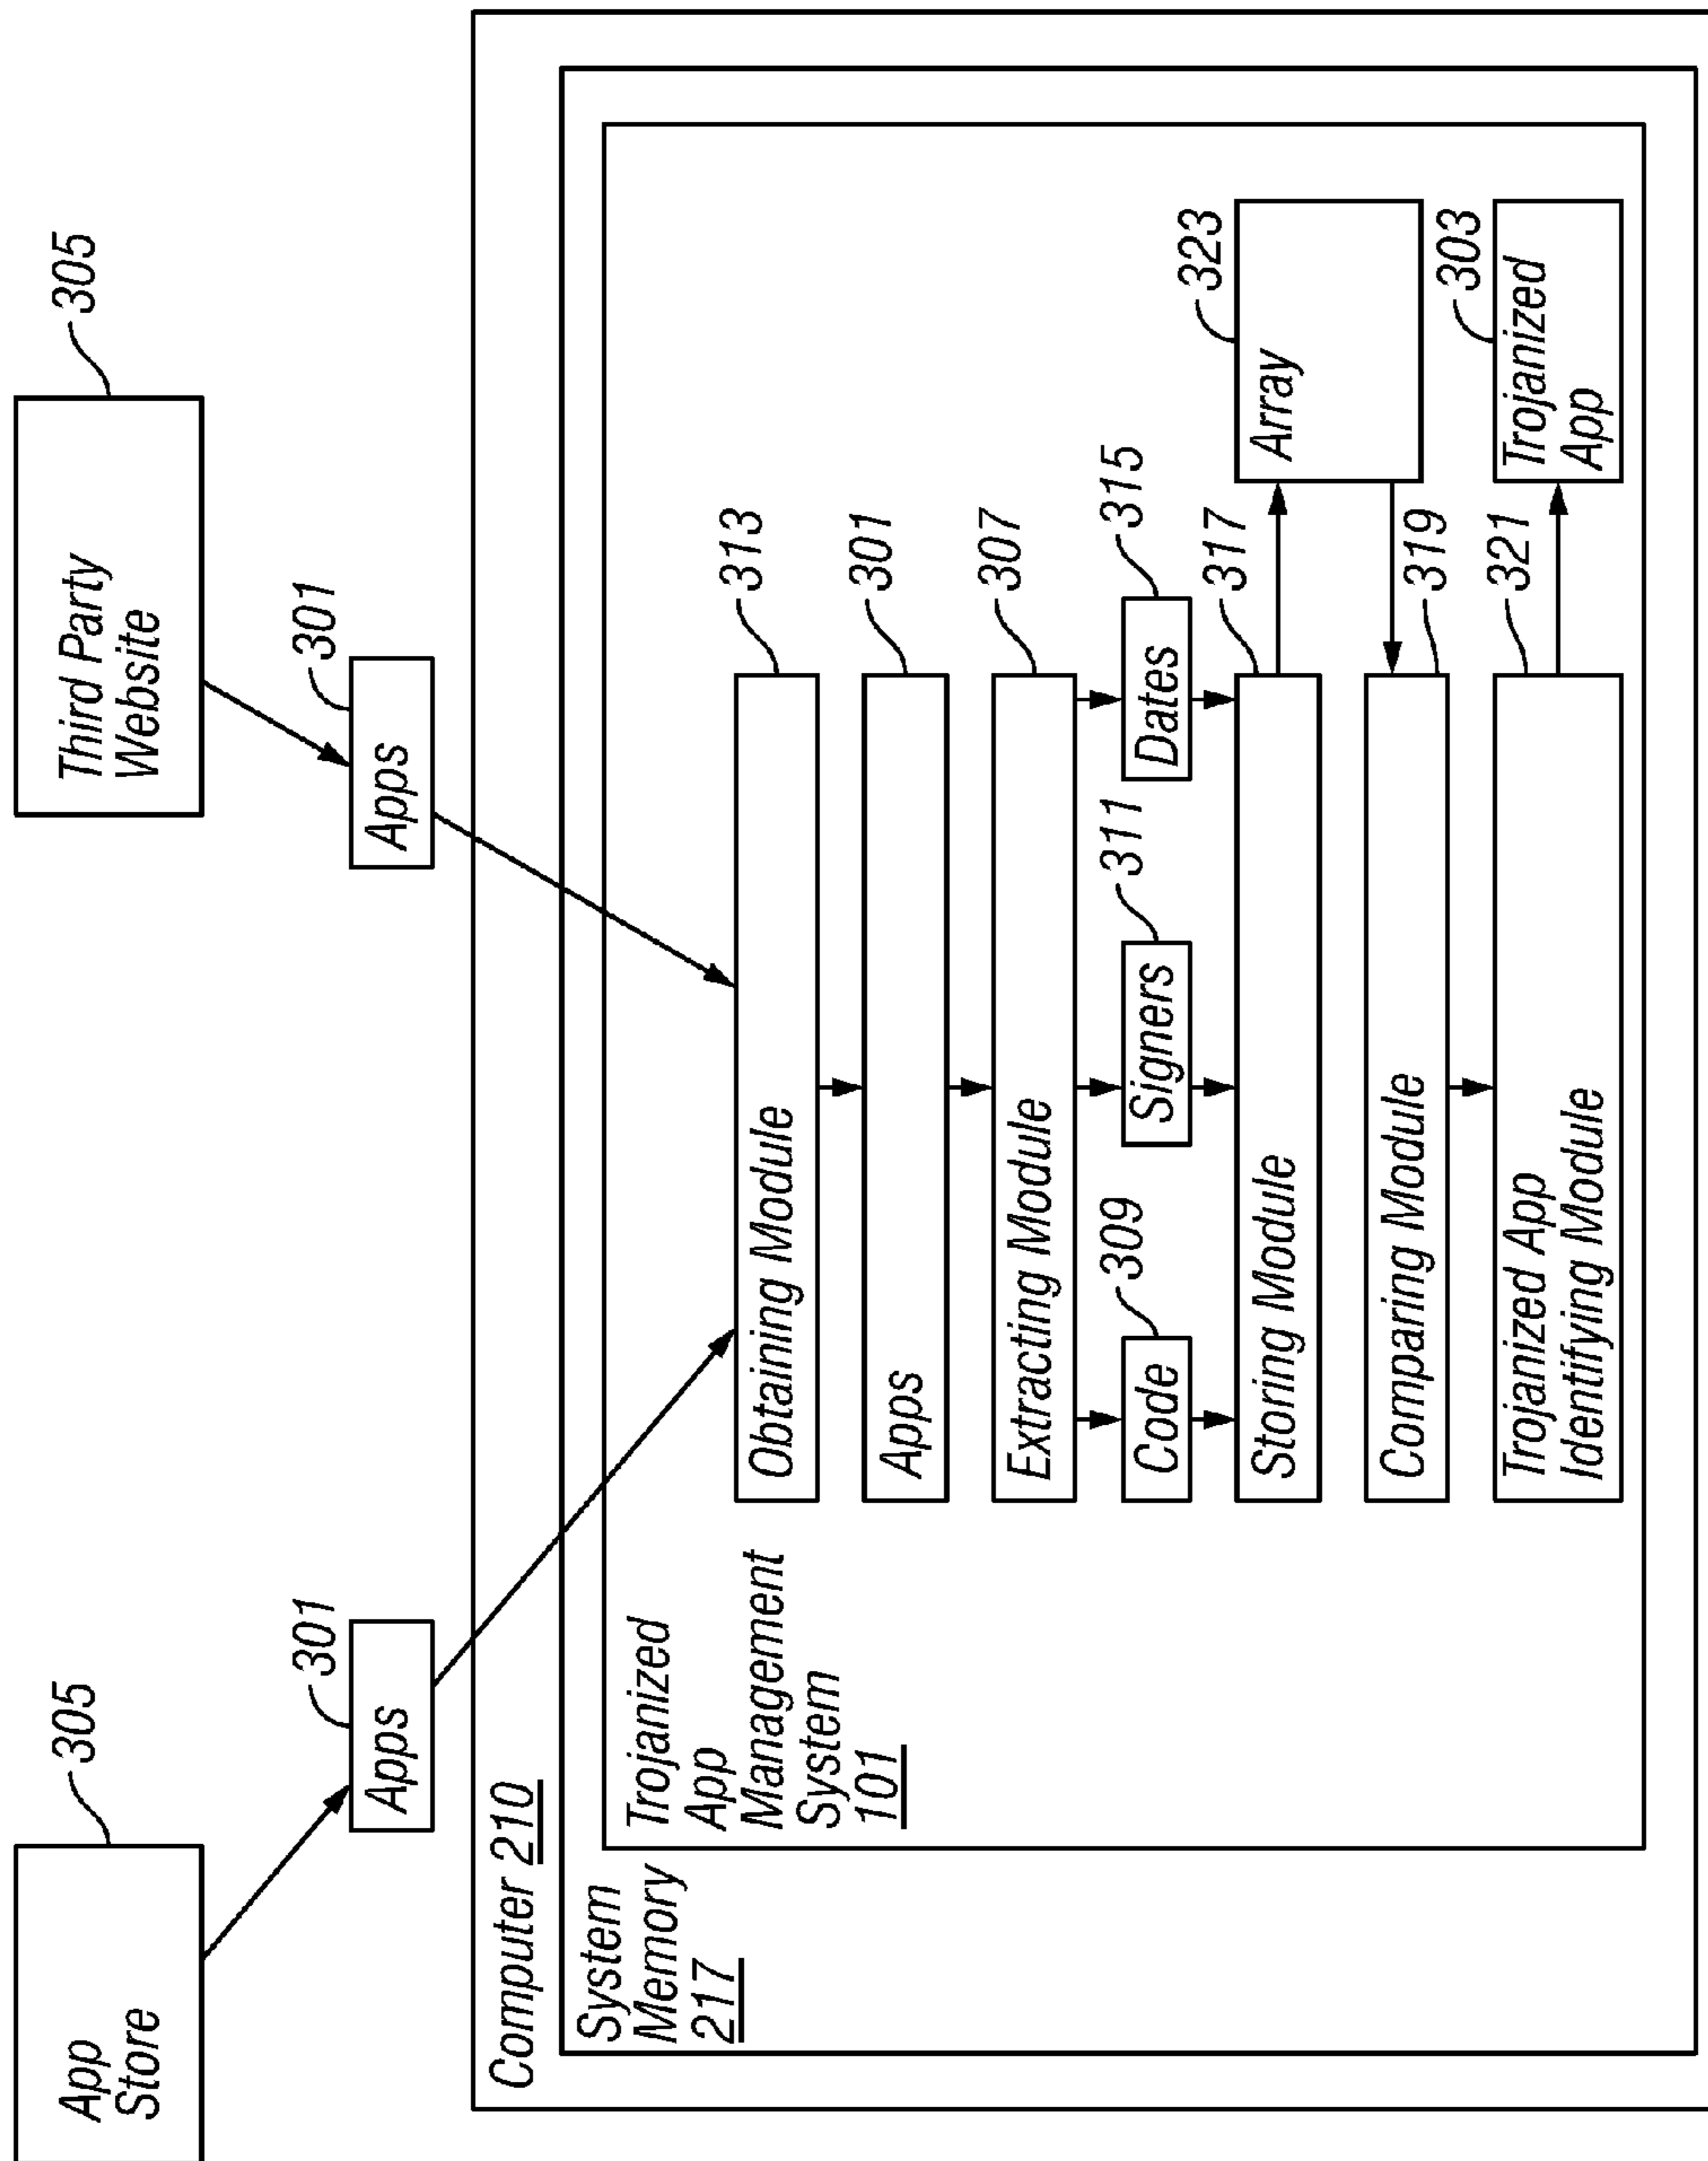 App
Store
305
Third Party
Website
305
Apps
301
Apps
301
Computer 210
System
Memory
217
Trojanized
App
Management
System
101
Obtaining Module
313
Apps
301
Extracting Module
307
Code
309
Signers
311
Dates
315
Storing Module
317
Array
323
Comparing Module
319
Trojanized App
Identifying Module
321
Trojanized
App
303